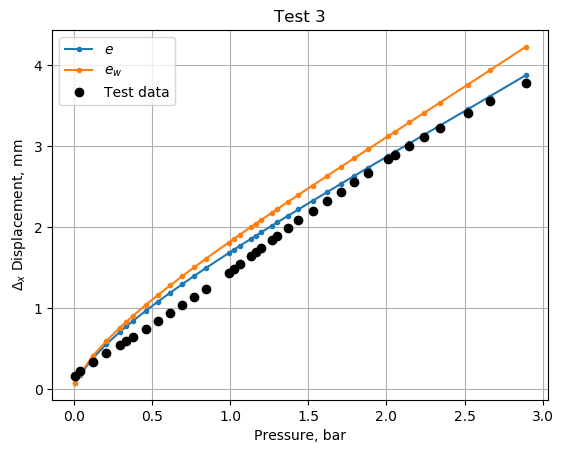 Test 3
e
e_w
Test data
Δ_x Displacement, mm
4
3
2
1
0
0.0 0.5 1.0 1.5 2.0 2.5 3.0
Pressure, bar